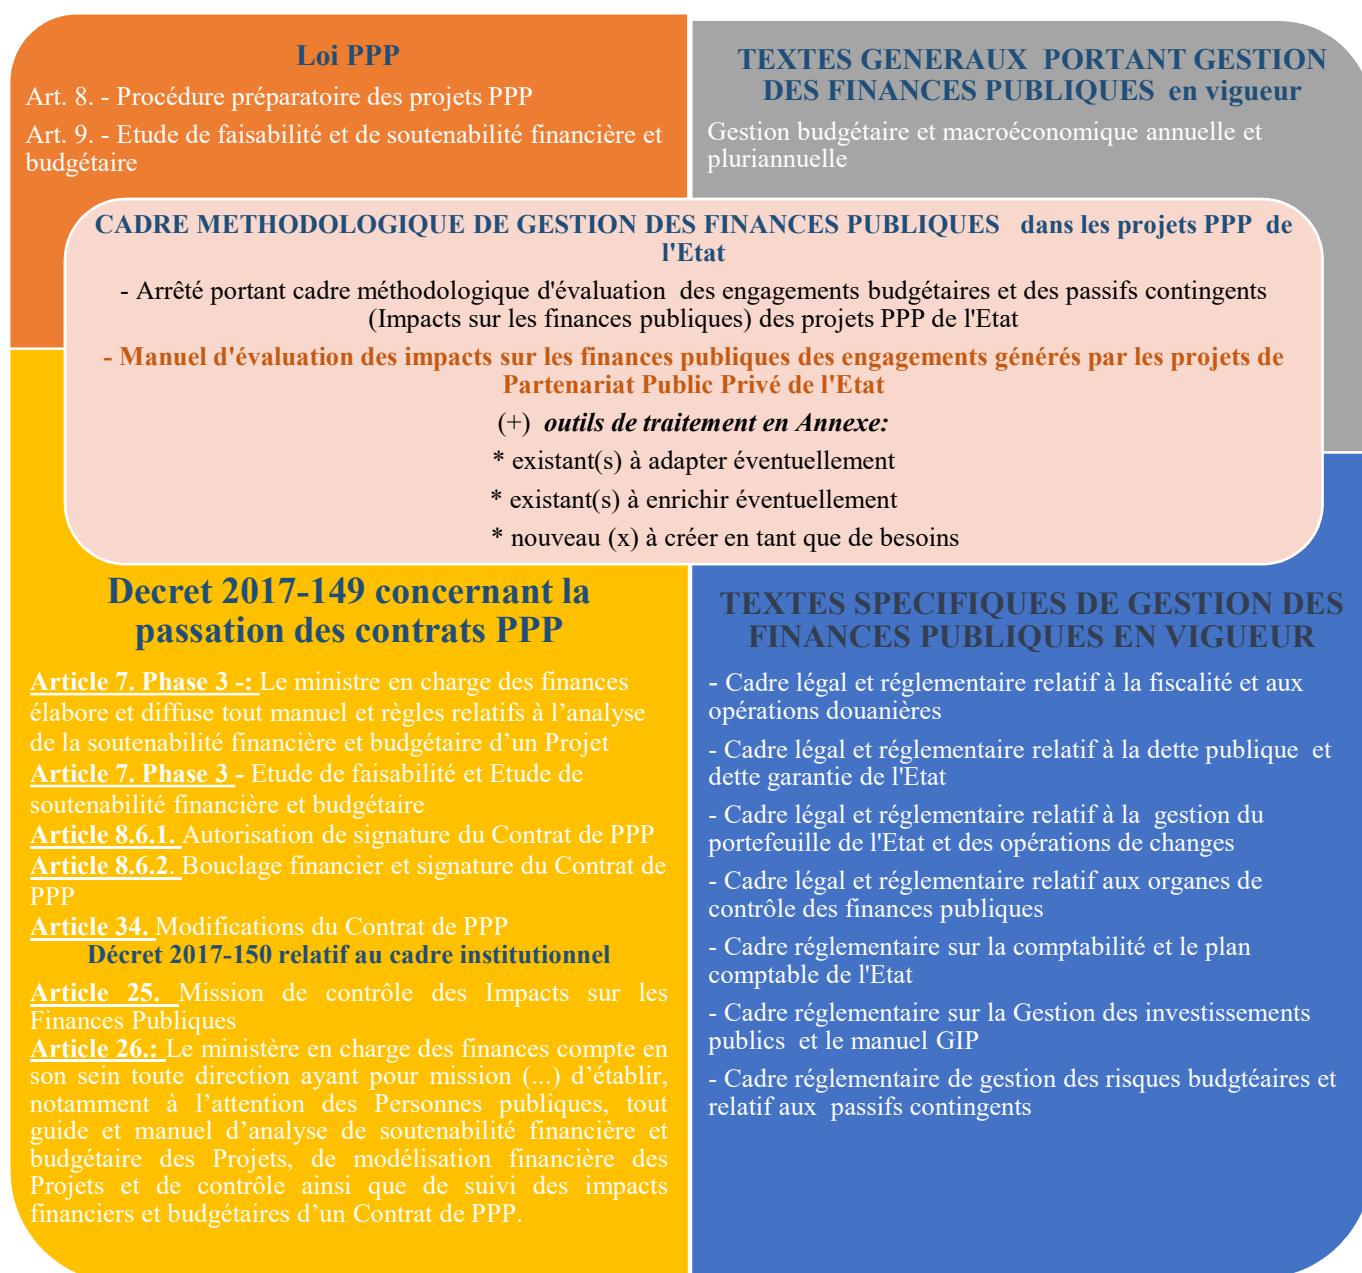 Loi PPP
Art. 8. - Procédure préparatoire des projets PPP
Art. 9. - Etude de faisabilité et de soutenabilité financière et
budgétaire
TEXTES GENERAUX PORTANT GESTION
DES FINANCES PUBLIQUES en vigueur
Gestion budgétaire et macroéconomique annuelle et
pluriannuelle
CADRE METHODOLOGIQUE DE GESTION DES FINANCES PUBLIQUES dans les projets PPP de
l'Etat
- Arrêté portant cadre méthodologique d'évaluation des engagements budgétaires et des passifs contingents
(Impacts sur les finances publiques) des projets PPP de l'Etat
- Manuel d'évaluation des impacts sur les finances publiques des engagements générés par les projets de
Partenariat Public Privé de l'Etat
(+) outils de traitement en Annexe:
* existant(s) à adapter éventuellement
* existant(s) à enrichir éventuellement
* nouveau (x) à créer en tant que de besoins
Decret 2017-149 concernant la
passation des contrats PPP
Article 7. Phase 3 -: Le ministre en charge des finances
élabore et diffuse tout manuel et règles relatifs à l’analyse
de la soutenabilité financière et budgétaire d’un Projet
Article 7. Phase 3 - Etude de faisabilité et Etude de
soutenabilité financière et budgétaire
Article 8.6.1. Autorisation de signature du Contrat de PPP
Article 8.6.2. Bouclage financier et signature du Contrat de
PPP
Article 34. Modifications du Contrat de PPP
Décret 2017-150 relatif au cadre institutionnel
Article 25. Mission de contrôle des Impacts sur les
Finances Publiques
Article 26.: Le ministère en charge des finances compte en
son sein toute direction ayant pour mission (...) d’établir,
notamment à l’attention des Personnes publiques, tout
guide et manuel d’analyse de soutenabilité financière et
budgétaire des Projets, de modélisation financière des
Projets et de contrôle ainsi que de suivi des impacts
financiers et budgétaires d’un Contrat de PPP.
TEXTES SPECIFIQUES DE GESTION DES
FINANCES PUBLIQUES EN VIGUEUR
- Cadre légal et réglementaire relatif à la fiscalité et aux
opérations douanières
- Cadre légal et réglementaire relatif à la dette publique et
dette garantie de l'Etat
- Cadre légal et réglementaire relatif à la gestion du
portefeuille de l'Etat et des opérations de changes
- Cadre légal et réglementaire relatif aux organes de
contrôle des finances publiques
- Cadre réglementaire sur la comptabilité et le plan
comptable de l'Etat
- Cadre réglementaire sur la Gestion des investissements
publics et le manuel GIP
- Cadre réglementaire de gestion des risques budgtéaires et
relatif aux passifs contingents